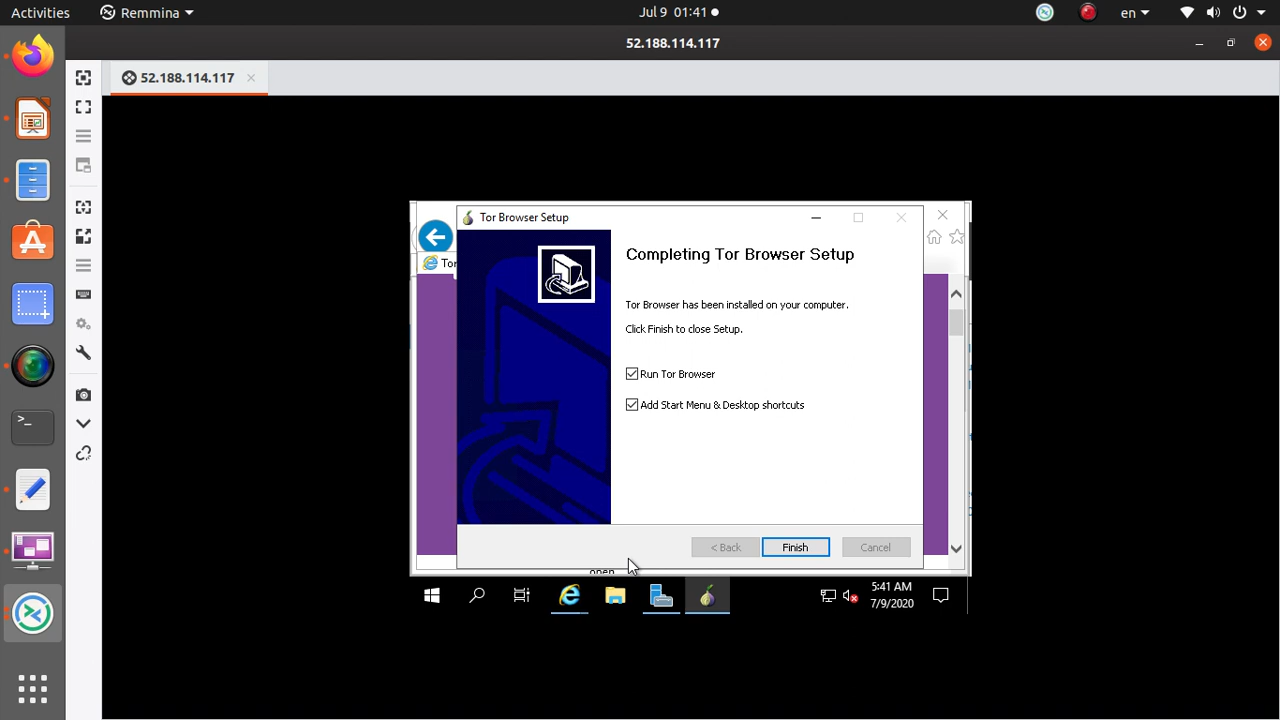 Activities
Remmina
Jul 9 01:41
en
52.188.114.117
52.188.114.117
Tor Browser Setup
Tor
Completing Tor Browser Setup
Tor Browser has been installed on your computer.
Click Finish to close Setup.
Run Tor Browser
Add Start Menu & Desktop shortcuts
< Back
Finish
Cancel
open
5:41 AM
7/9/2020